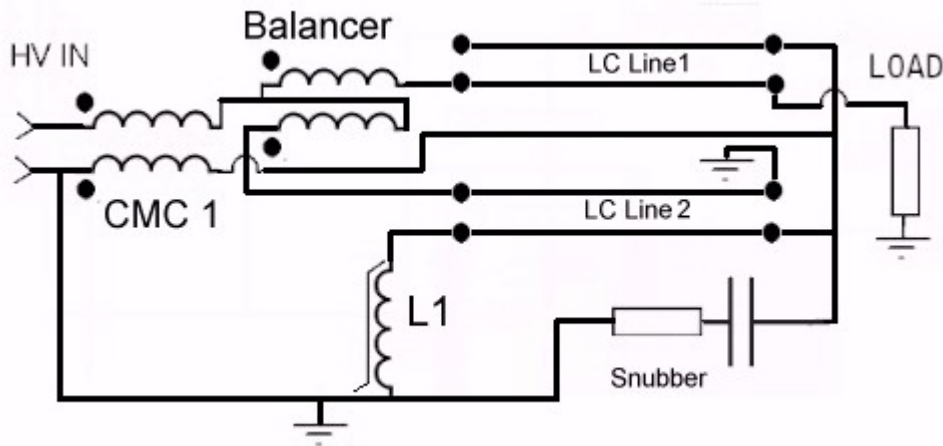 Balancer
HV IN
LC Line1
LOAD
CMC 1
LC Line 2
L1
Snubber